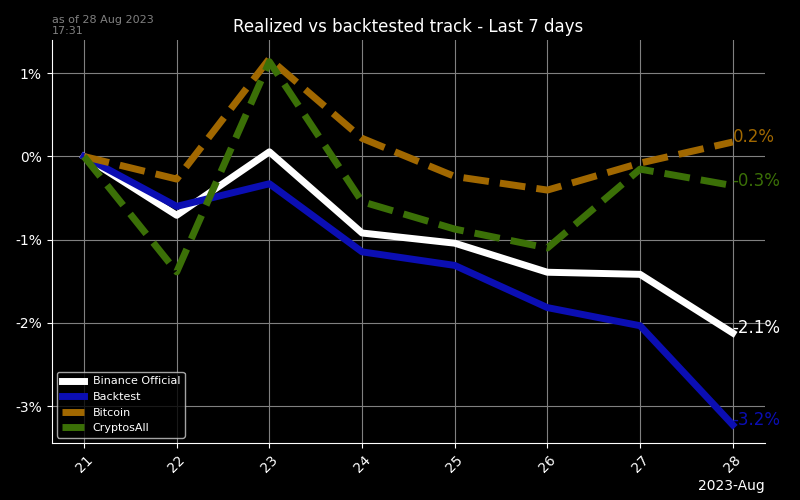 as of 28 Aug 2023
17:31
Realized vs backtested track - Last 7 days
1%
0%
-1%
-2%
-3%
0.2%
-0.3%
-2.1%
-3.2%
Binance Official
Backtest
Bitcoin
CryptosAll
21
22
23
24
25
26
27
28
2023-Aug